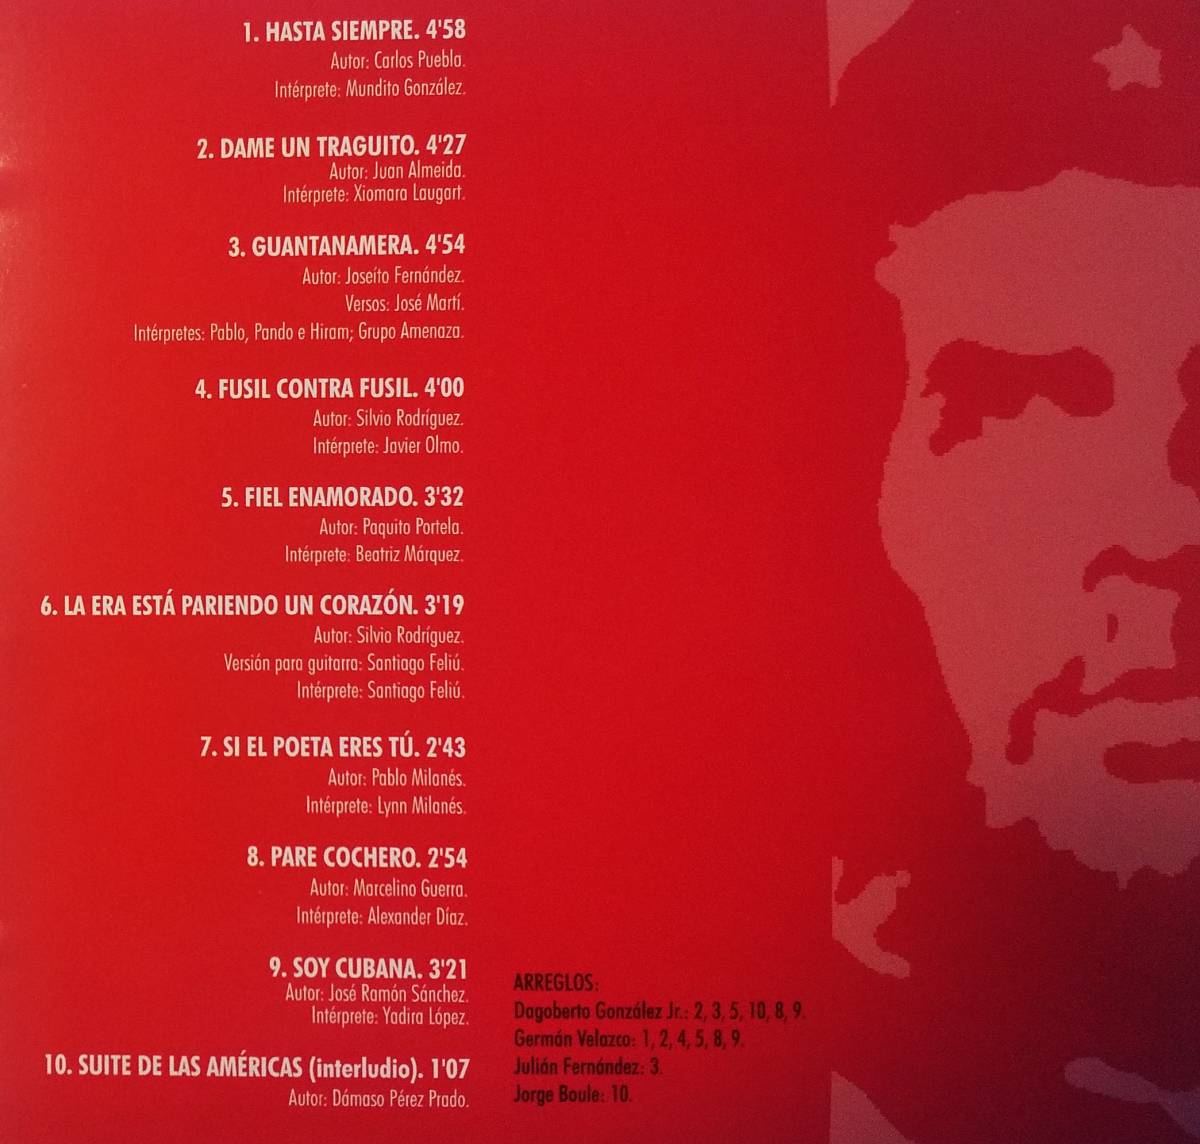 1. HASTA SIEMPRE. 4'58
Autor: Carlos Puebla.
Intérprete: Mundito González.
2. DAME UN TRAGUITO. 4'27
Autor: Juan Almeida.
Intérprete: Xiomara Laugart.
3. GUANTANAMERA. 4'54
Autor: Joseíto Fernández.
Versos: José Martí.
Intérpretes: Pablo, Pando e Hiram; Grupo Amenaza.
4. FUSIL CONTRA FUSIL. 4'00
Autor: Silvio Rodríguez.
Intérprete: Javier Olmo.
5. FIEL ENAMORADO. 3'32
Autor: Paquito Portela.
Intérprete: Beatriz Márquez.
6. LA ERA ESTÁ PARIENDO UN CORAZÓN. 3'19
Autor: Silvio Rodríguez.
Versión para guitarra: Santiago Feliú.
Intérprete: Santiago Feliú.
7. SI EL POETA ERES TÚ. 2'43
Autor: Pablo Milanés.
Intérprete: Lynn Milanés.
8. PARE COCHERO. 2'54
Autor: Marcelino Guerra.
Intérprete: Alexander Díaz.
9. SOY CUBANA. 3'21
Autor: José Ramón Sánchez.
Intérprete: Yadira López.
10. SUITE DE LAS AMÉRICAS (interludio). 1'07
Autor: Dámaso Pérez Prado.
ARREGLOS:
Dagoberto González Jr.: 2, 3, 5, 10, 8, 9.
Germán Velazco: 1, 2, 4, 5, 8, 9.
Julián Fernández: 3.
Jorge Boule: 10.